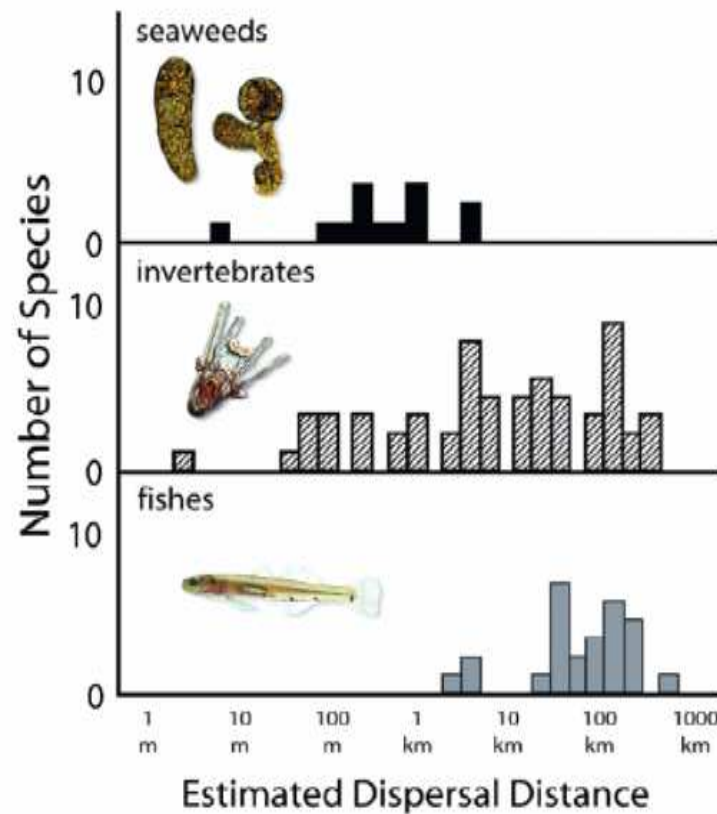 seaweeds
10
0
invertebrates
10
0
fishes
10
0
Number of Species
1 10 100 1 10 100 1000
m m m km km km km
Estimated Dispersal Distance